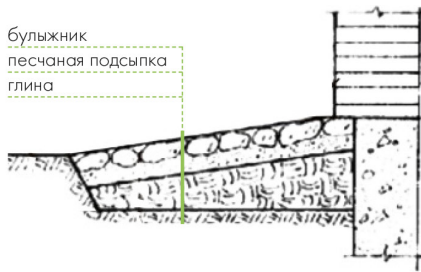 булыжник
песчаная подсыпка
глина